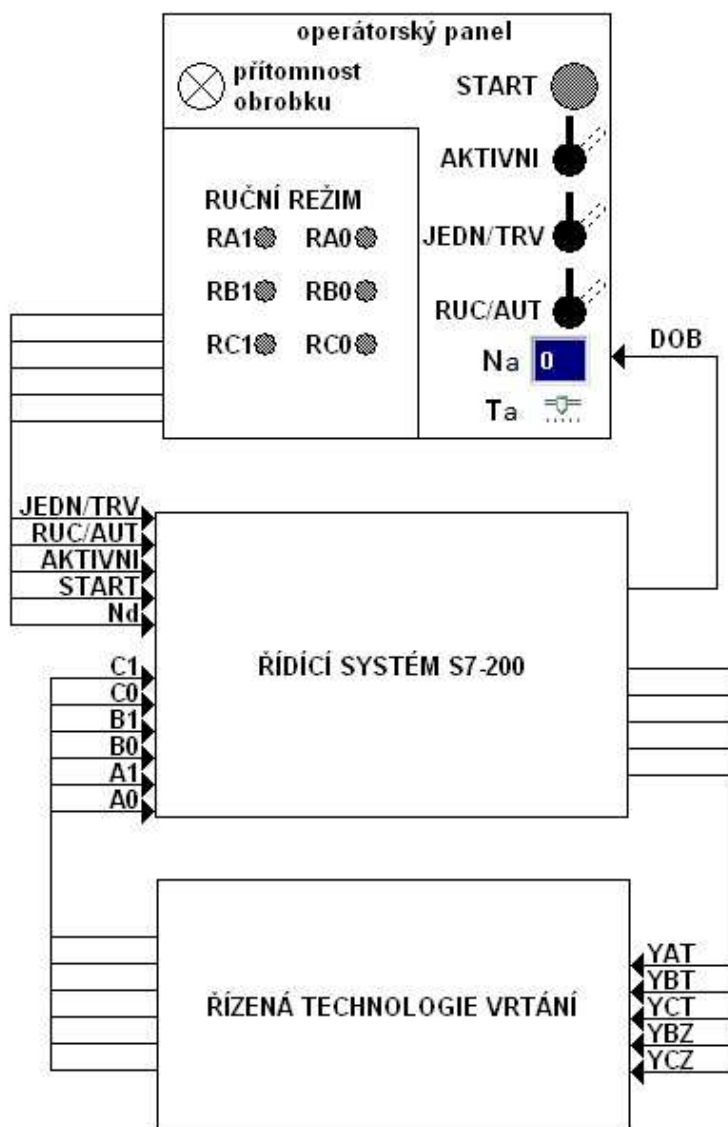 operátorský panel
přítomnost
obrobku
START
AKTIVNI
RUČNÍ REŽIM
RA1 RA0
JEDN/TRV
RB1 RB0
RUC/AUT
RC1 RC0
Na 0
DOB
Ta
JEDN/TRV
RUC/AUT
AKTIVNI
START
Nd
C1
C0
B1
B0
A1
A0
ŘÍDÍCÍ SYSTÉM S7-200
ŘÍZENÁ TECHNOLOGIE VRTÁNÍ
YAT
YBT
YCT
YBZ
YCZ